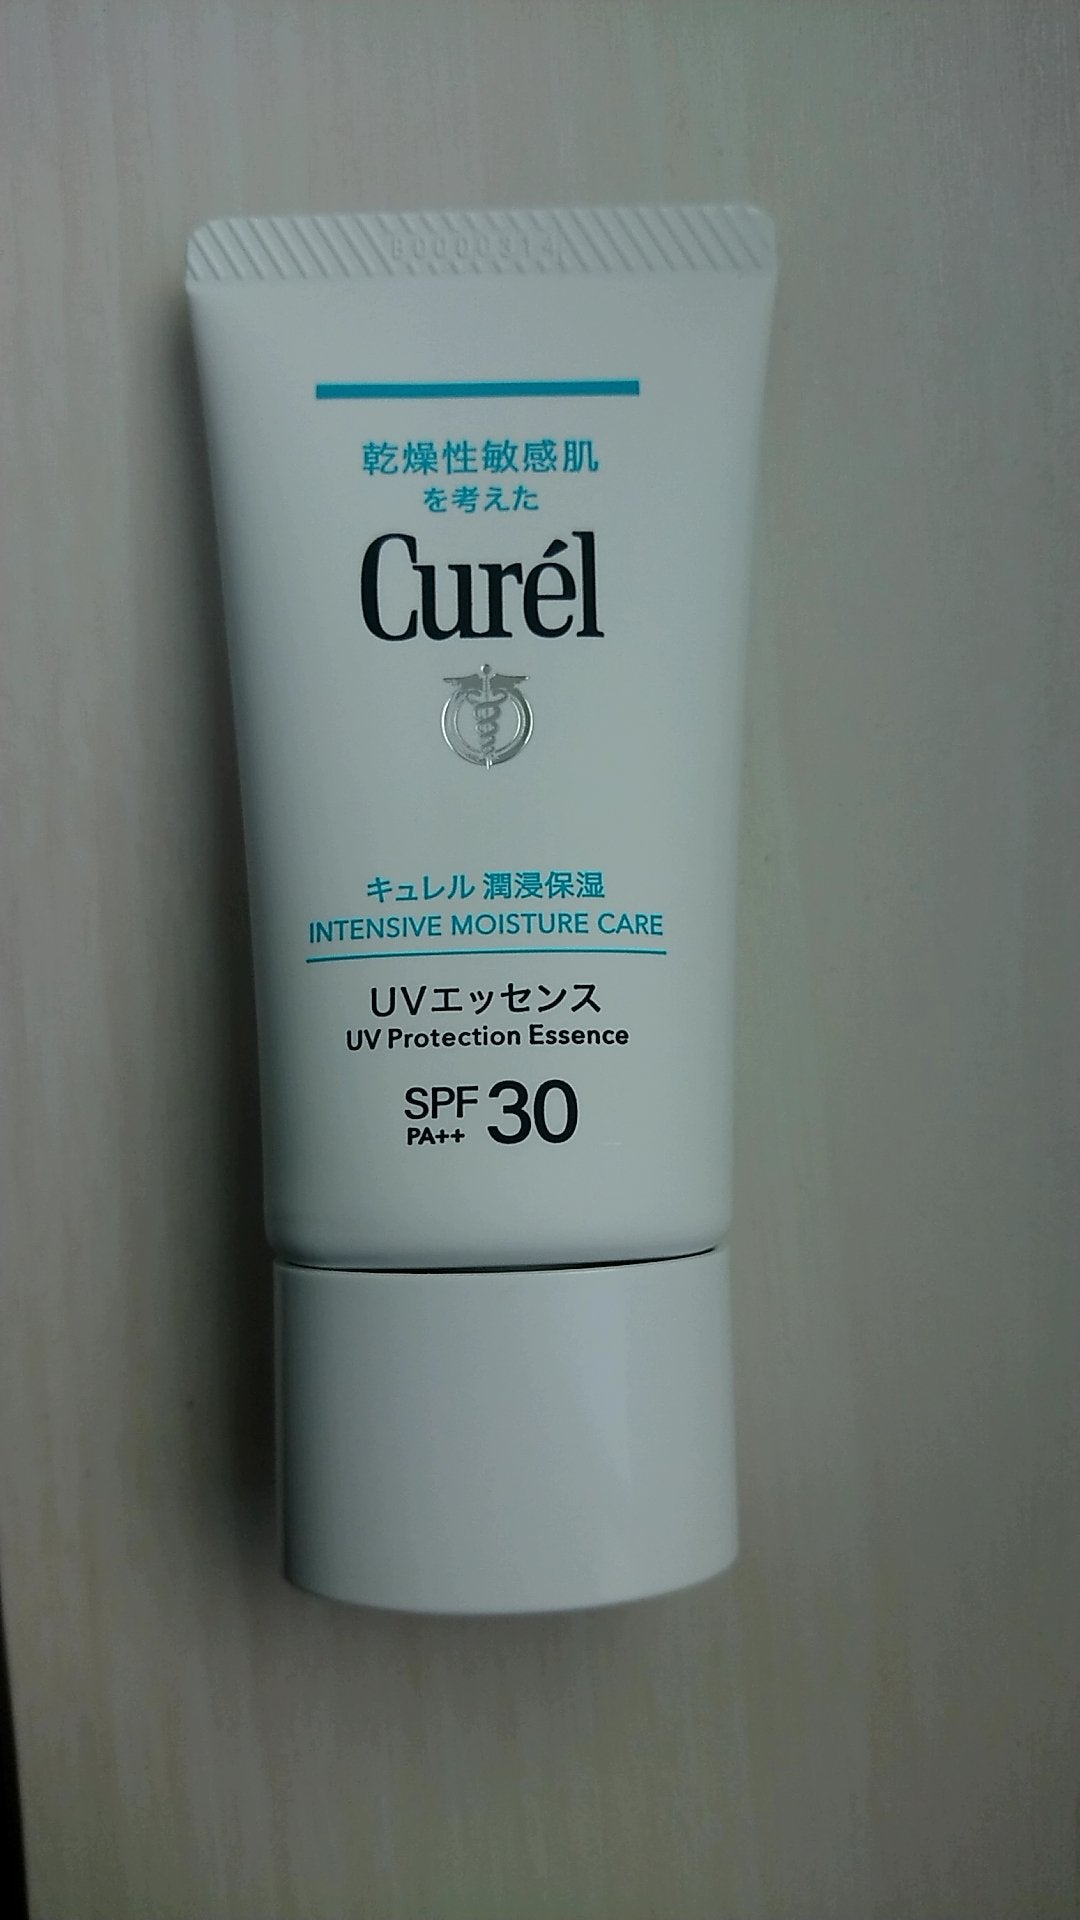 乾燥性敏感肌
を考えた
Curél
キュレル 潤浸保湿
INTENSIVE MOISTURE CARE
UVエッセンス
UV Protection Essence
SPF 30
PA++